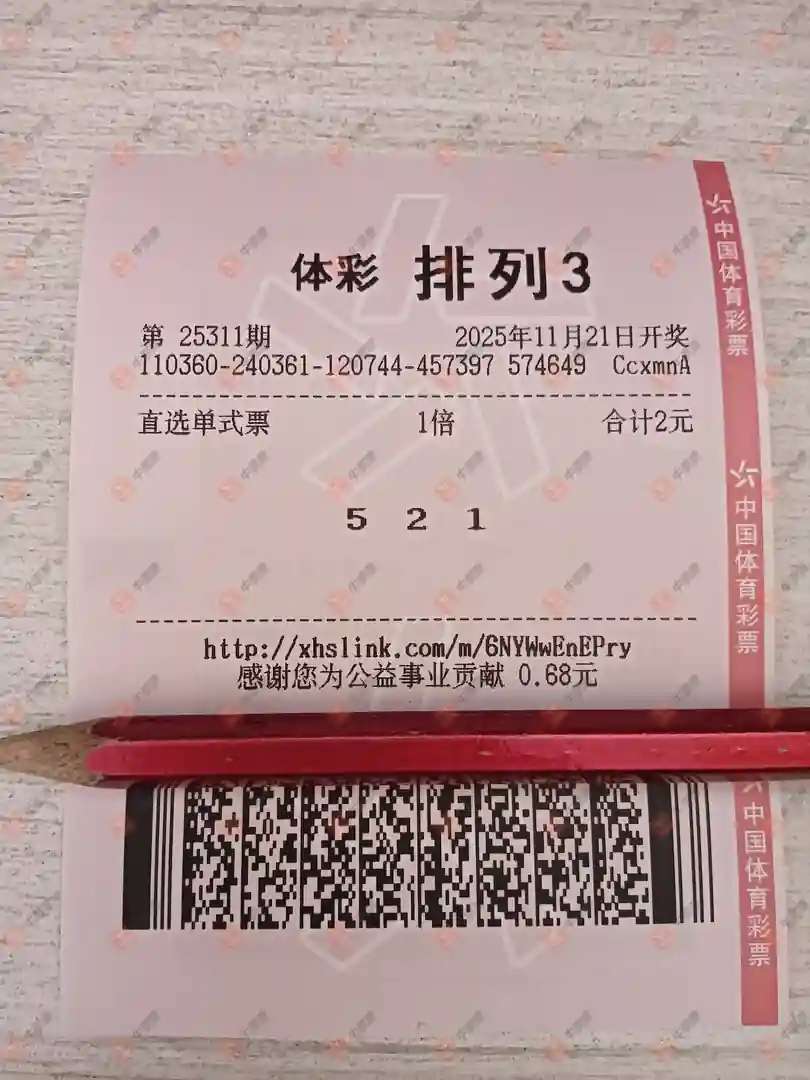 体彩 排列3
第 25311期 2025年11月21日开奖
110360-240361-120744-457397 574649 CcxmnA
直选单式票 1倍 合计2元
5 2 1
http://xhslink.com/m/6NYWwEnEPry
感谢您为公益事业贡献 0.68元
中国体育彩票
中国体育彩票
中国体育彩票